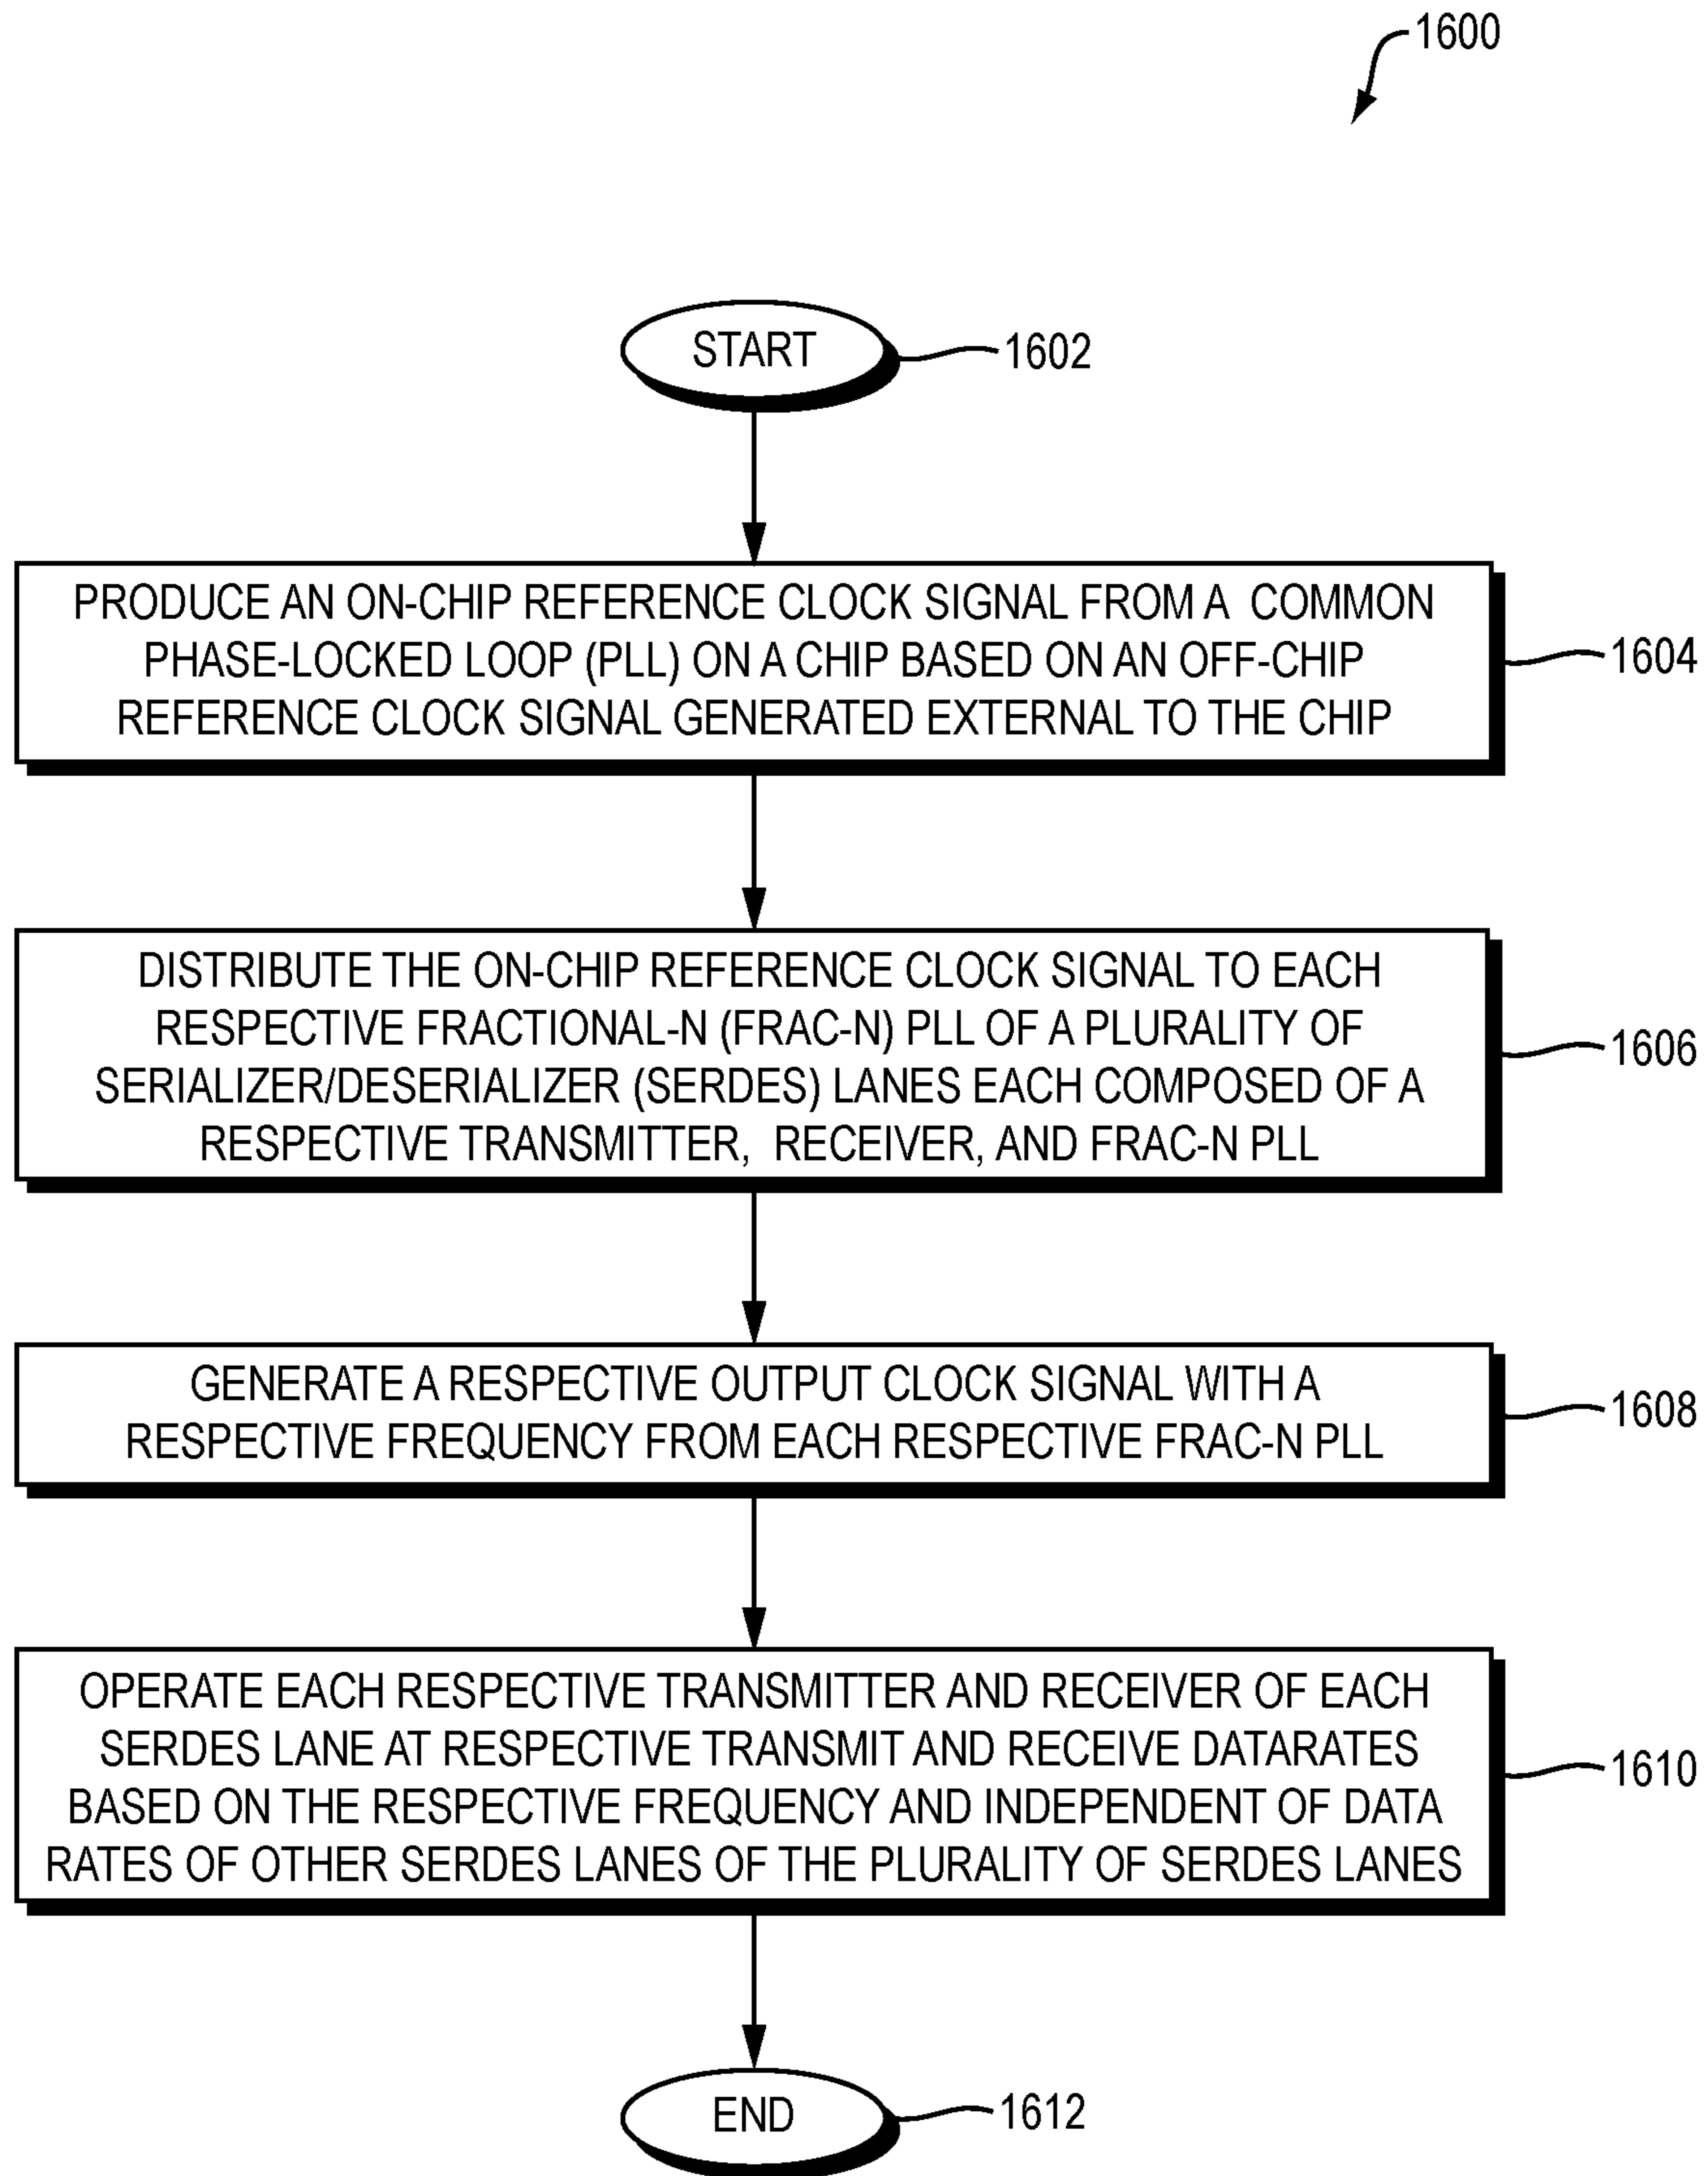 1600
START
1602
PRODUCE AN ON-CHIP REFERENCE CLOCK SIGNAL FROM A COMMON
PHASE-LOCKED LOOP (PLL) ON A CHIP BASED ON AN OFF-CHIP
REFERENCE CLOCK SIGNAL GENERATED EXTERNAL TO THE CHIP
1604
DISTRIBUTE THE ON-CHIP REFERENCE CLOCK SIGNAL TO EACH
RESPECTIVE FRACTIONAL-N (FRAC-N) PLL OF A PLURALITY OF
SERIALIZER/DESERIALIZER (SERDES) LANES EACH COMPOSED OF A
RESPECTIVE TRANSMITTER, RECEIVER, AND FRAC-N PLL
1606
GENERATE A RESPECTIVE OUTPUT CLOCK SIGNAL WITH A
RESPECTIVE FREQUENCY FROM EACH RESPECTIVE FRAC-N PLL
1608
OPERATE EACH RESPECTIVE TRANSMITTER AND RECEIVER OF EACH
SERDES LANE AT RESPECTIVE TRANSMIT AND RECEIVE DATARATES
BASED ON THE RESPECTIVE FREQUENCY AND INDEPENDENT OF DATA
RATES OF OTHER SERDES LANES OF THE PLURALITY OF SERDES LANES
1610
END
1612